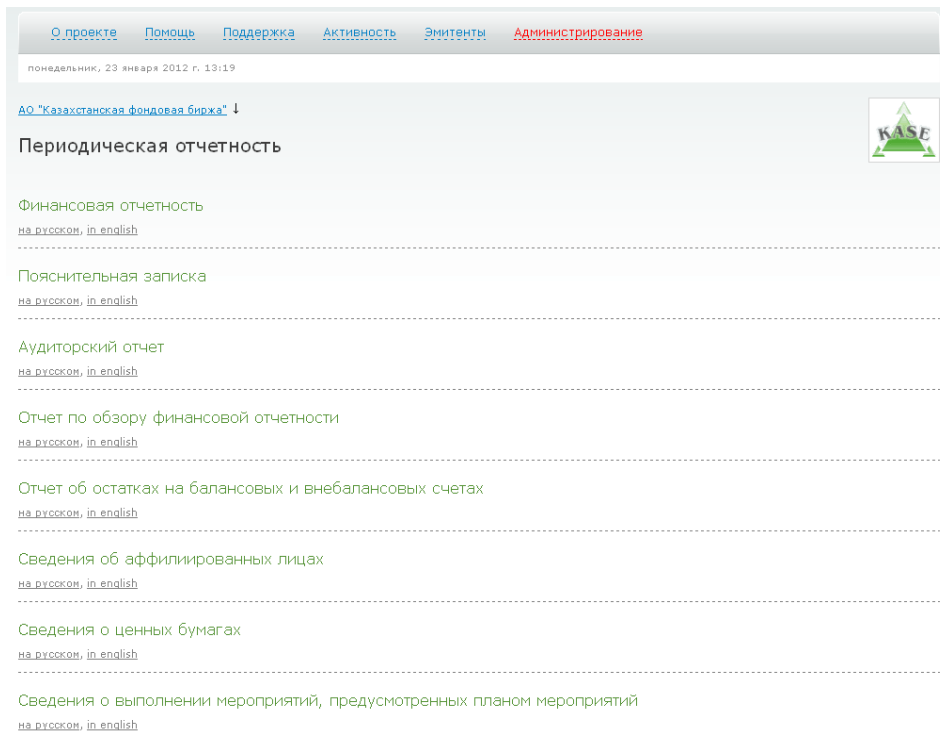 О проекте Помощь Поддержка Активность Эмитенты Администрирование
понедельник, 23 января 2012 г. 13:19
АО "Казахстанская фондовая биржа" ↓
KASE
Периодическая отчетность
Финансовая отчетность
на русском, in english
Пояснительная записка
на русском, in english
Аудиторский отчет
на русском, in english
Отчет по обзору финансовой отчетности
на русском, in english
Отчет об остатках на балансовых и внебалансовых счетах
на русском, in english
Сведения об аффилиированных лицах
на русском, in english
Сведения о ценных бумагах
на русском, in english
Сведения о выполнении мероприятий, предусмотренных планом мероприятий
на русском, in english